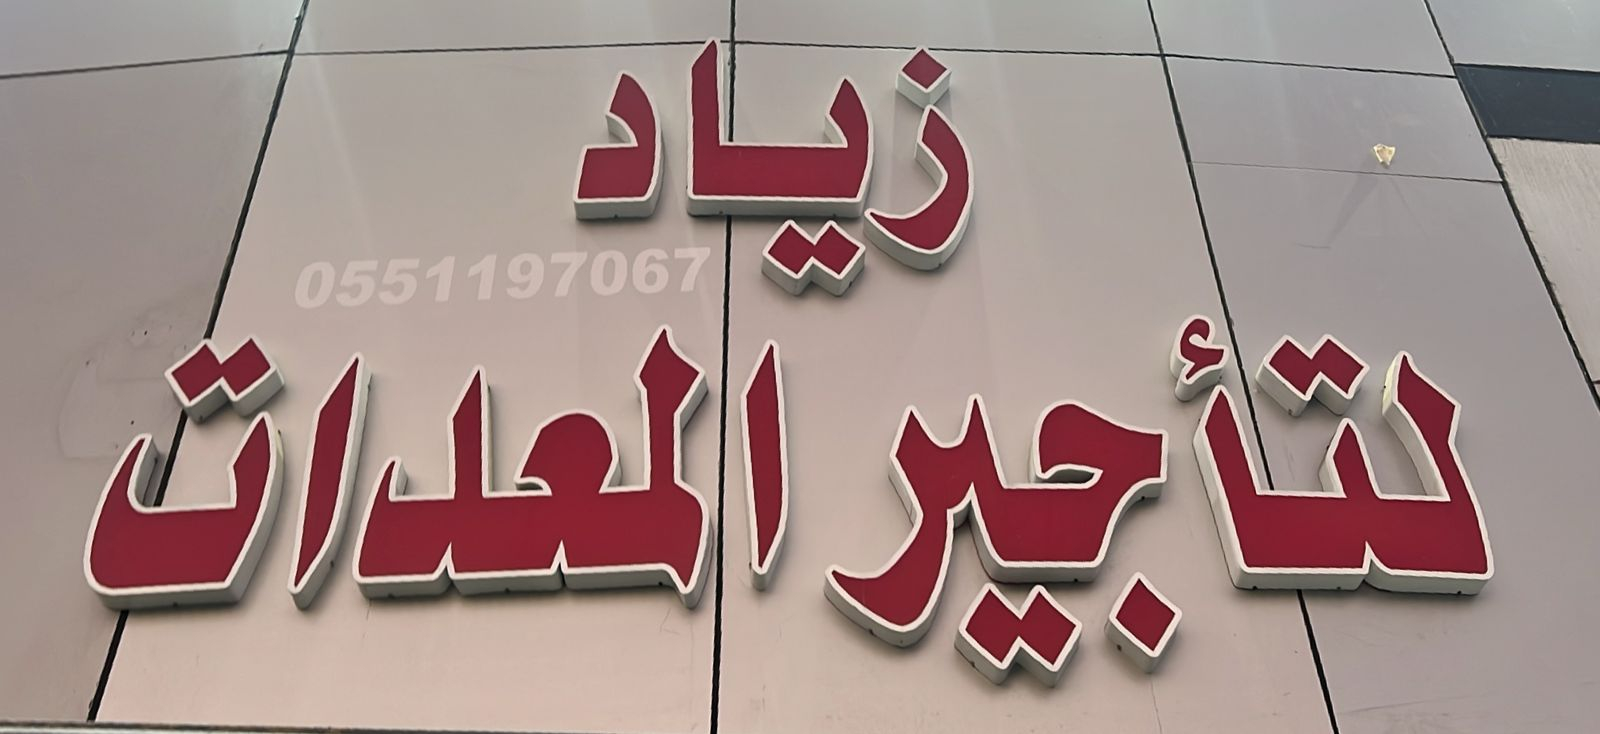 زياد
0551197067
لتأجير المعدات